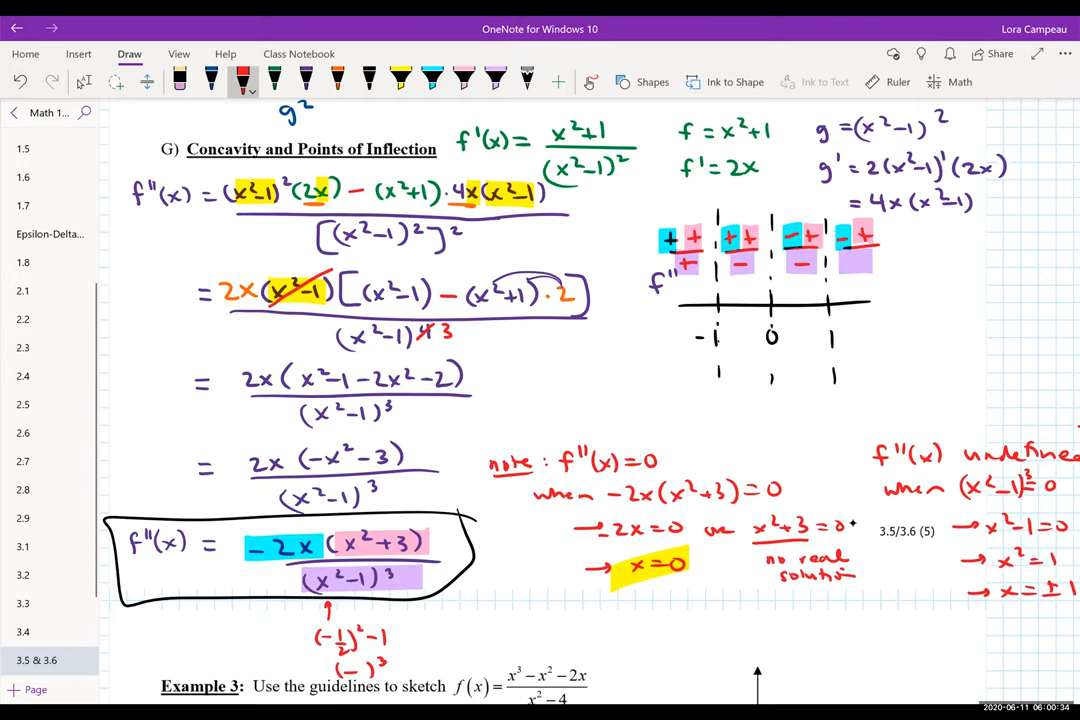 OneNote for Windows 10
Lora Campeau
Home Insert Draw View Help Class Notebook
Share
Shapes Ink to Shape Ink to Text Ruler Math
Math 1...
1.5
1.6
1.7
Epsilon-Delta...
1.8
2.1
2.2
2.3
2.4
2.5
2.6
2.7
2.8
2.9
3.1
3.2
3.3
3.4
3.5 & 3.6
Page
g²
G) Concavity and Points of Inflection
f'(x) = (x²+1)/(x²-1)²
f = x²+1
f' = 2x
g = (x²-1)²
g' = 2(x²-1)'(2x)
= 4x(x²-1)
f''(x) = (x²-1)²(2x) - (x²+1)·4x(x²-1)
[(x²-1)²]²
= 2x(x²-1)[(x²-1) - (x²+1)·2]
(x²-1)4 3
= 2x(x²-1-2x²-2)
(x²-1)³
= 2x(-x²-3)
(x²-1)³
f''(x) = -2x(x²+3)
(x²-1)³
(-1/2)²-1
(-)³
+ + + + - + - +
+ - -
f''
-1 0 1
note: f''(x)=0
when -2x(x²+3)=0
→ 2x=0 or x²+3=0
→ x=0
no real
solution
f''(x) undefined
when (x²-1)³=0
3.5/3.6 (5)
→ x²-1=0
→ x²=1
→ x=±1
Example 3: Use the guidelines to sketch f(x) = (x³-x²-2x)/(x²-4)
2020-06-11 06:00:34